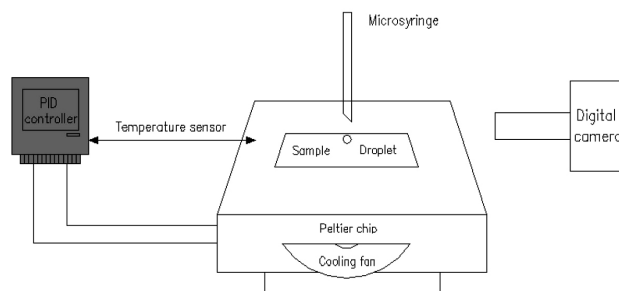 Microsyringe
PID
controller
Temperature sensor
Sample
Droplet
Digital
camera
Peltier chip
Cooling fan